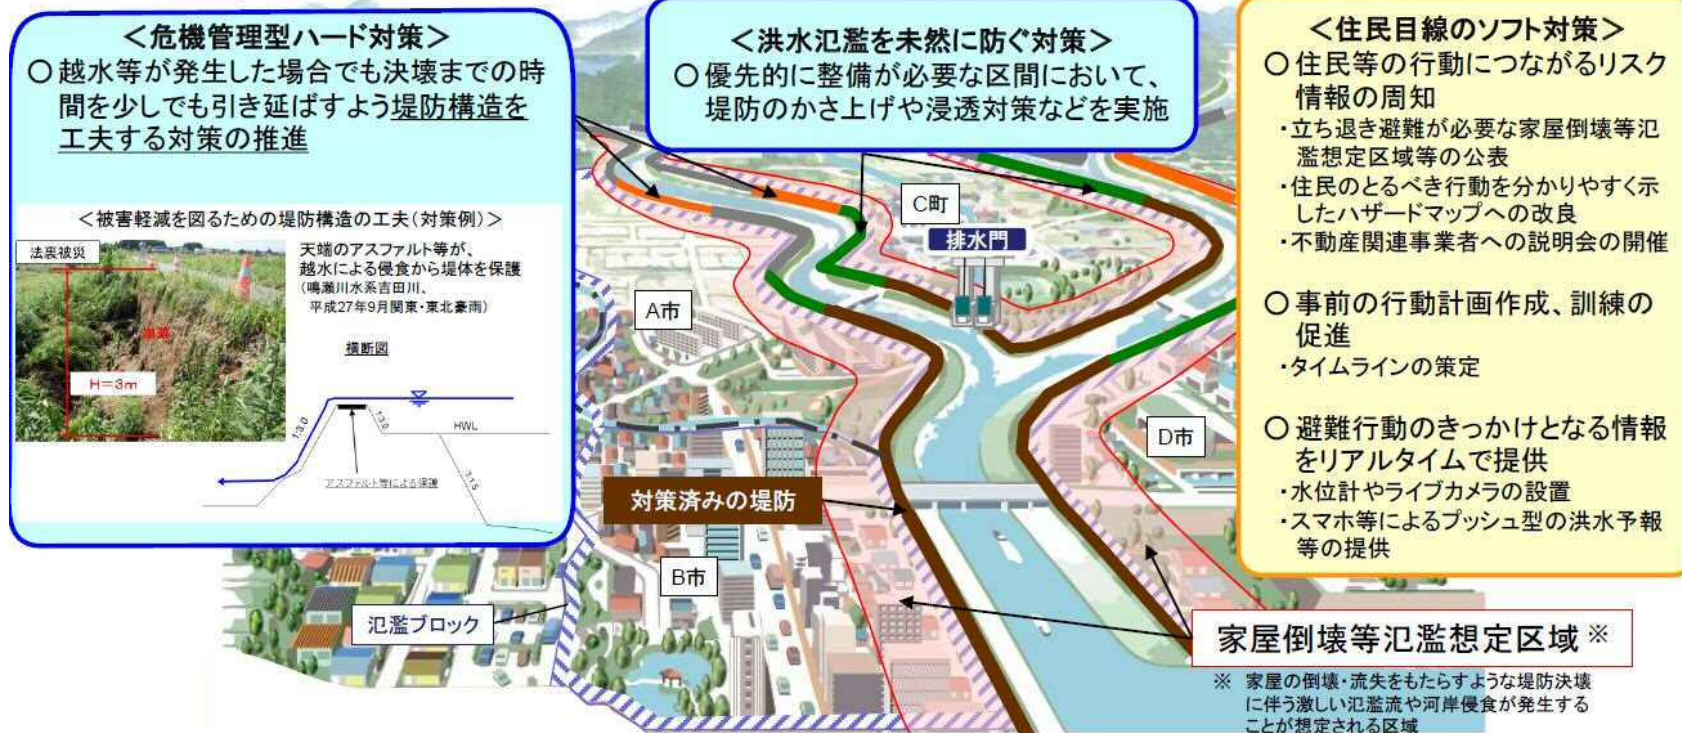 ＜危機管理型ハード対策＞
○越水等が発生した場合でも決壊までの時
間を少しでも引き延ばすよう堤防構造を
工夫する対策の推進
＜被害軽減を図るための堤防構造の工夫(対策例)＞
法裏被災
崩壊
H=3m
天端のアスファルト等が、
越水による侵食から堤体を保護
(鳴瀬川水系吉田川、
平成27年9月関東・東北豪雨)
横断図
1:3.0
1:3.0
HWL
1:1.5
アスファルト等による保護
＜洪水氾濫を未然に防ぐ対策＞
○優先的に整備が必要な区間において、
堤防のかさ上げや浸透対策などを実施
C町
排水門
A市
D市
対策済みの堤防
B市
氾濫ブロック
＜住民目線のソフト対策＞
○住民等の行動につながるリスク
情報の周知
・立ち退き避難が必要な家屋倒壊等氾
濫想定区域等の公表
・住民のとるべき行動を分かりやすく示
したハザードマップへの改良
・不動産関連事業者への説明会の開催
○事前の行動計画作成、訓練の
促進
・タイムラインの策定
○避難行動のきっかけとなる情報
をリアルタイムで提供
・水位計やライブカメラの設置
・スマホ等によるプッシュ型の洪水予報
等の提供
家屋倒壊等氾濫想定区域※
※ 家屋の倒壊・流失をもたらすような堤防決壊
に伴う激しい氾濫流や河岸侵食が発生する
ことが想定される区域